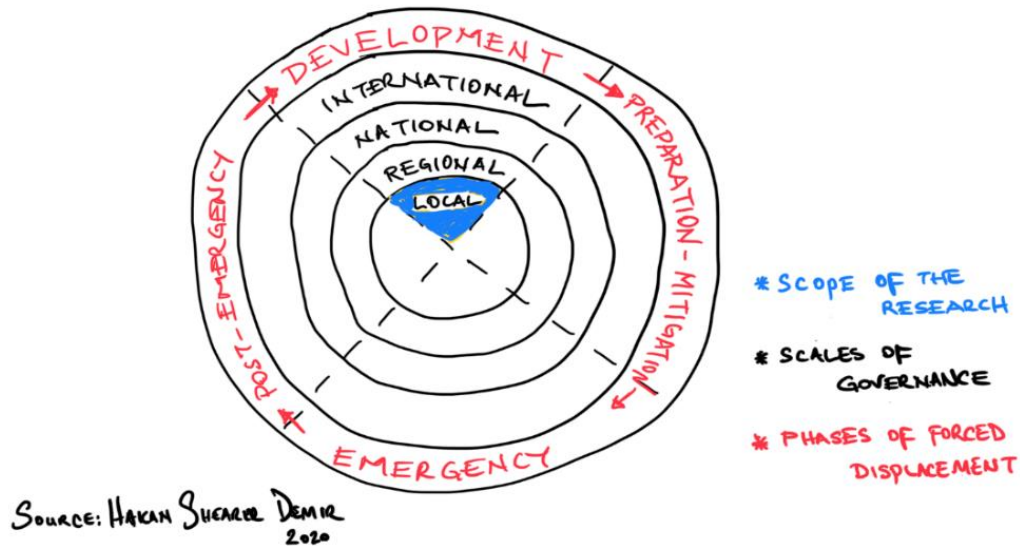 DEVELOPMENT
INTERNATIONAL
NATIONAL
REGIONAL
LOCAL
PREPARATION - MITIGATION
EMERGENCY
POST - EMERGENCY
* SCOPE OF THE
RESEARCH
* SCALES OF
GOVERNANCE
* PHASES OF FORCED
DISPLACEMENT
SOURCE: HAKAN SHEARER DEMIR
2020